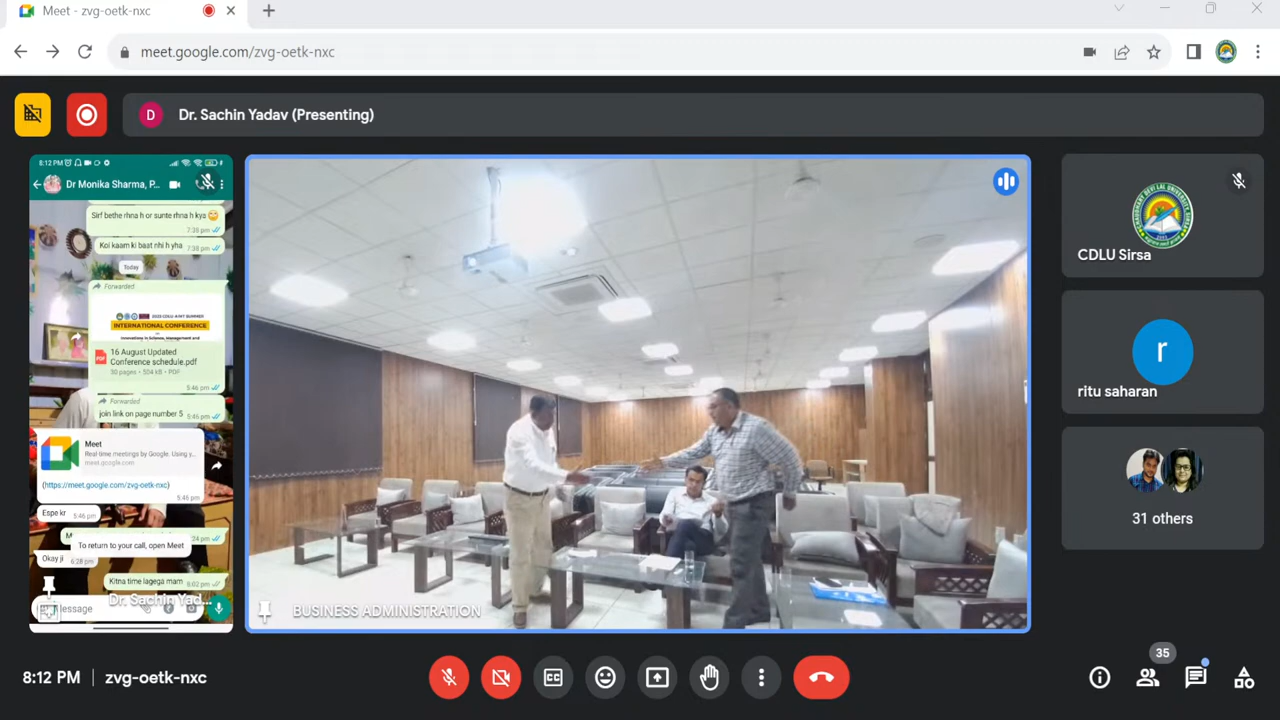 Meet - zvg-oetk-nxc
meet.google.com/zvg-oetk-nxc
D
Dr. Sachin Yadav (Presenting)
8:12 PM
Dr Monika Sharma, P...
Sirf bethe rhna h or sunte rhna h kya
7:38 pm
Koi kaam ki baat nhi h yha
7:38 pm
Today
Forwarded
INTERNATIONAL CONFERENCE
PDF
16 August Updated
Conference schedule.pdf
504 kB • PDF
5:46 pm
Forwarded
join link on page number 5
5:46 pm
Meet
Real-time meetings by Google. Using y...
meet.google.com
(https://meet.google.com/zvg-oetk-nxc)
5:46 pm
Espe kr
5:46 pm
To return to your call, open Meet
Okay ji
6:28 pm
Kitna time lagega mam
8:02 pm
Dr. Sachin Yad...
BUSINESS ADMINISTRATION
CDLU Sirsa
r
ritu saharan
31 others
8:12 PM
zvg-oetk-nxc
CC
35